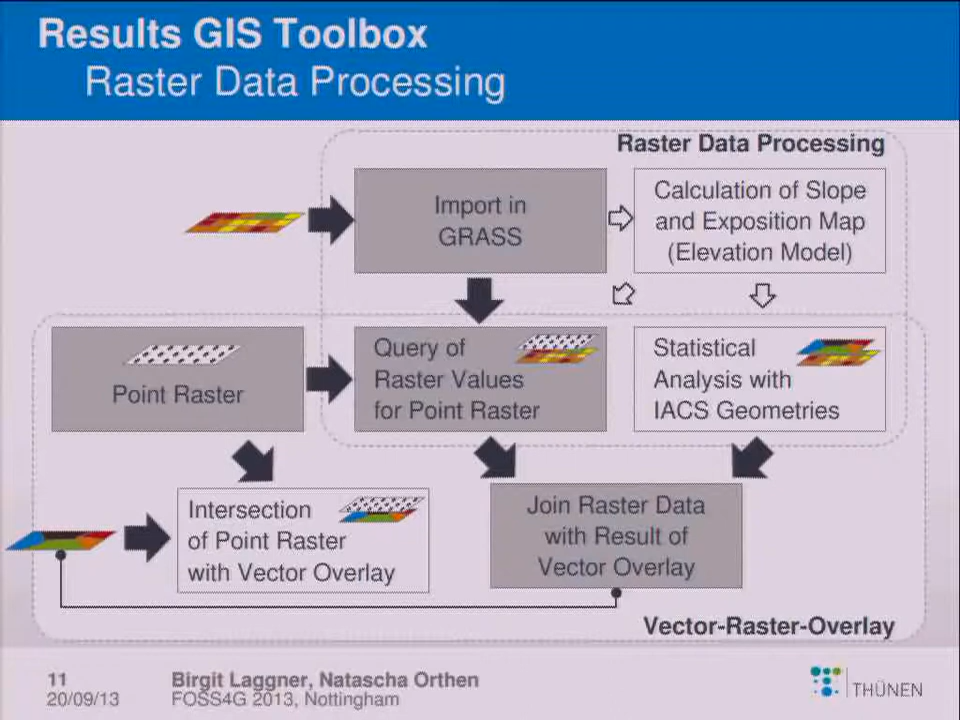 Results GIS Toolbox
Raster Data Processing
Raster Data Processing
Import in
GRASS
Calculation of Slope
and Exposition Map
(Elevation Model)
Point Raster
Query of
Raster Values
for Point Raster
Statistical
Analysis with
IACS Geometries
Intersection
of Point Raster
with Vector Overlay
Join Raster Data
with Result of
Vector Overlay
Vector-Raster-Overlay
11
20/09/13
Birgit Laggner, Natascha Orthen
FOSS4G 2013, Nottingham
THÜNEN